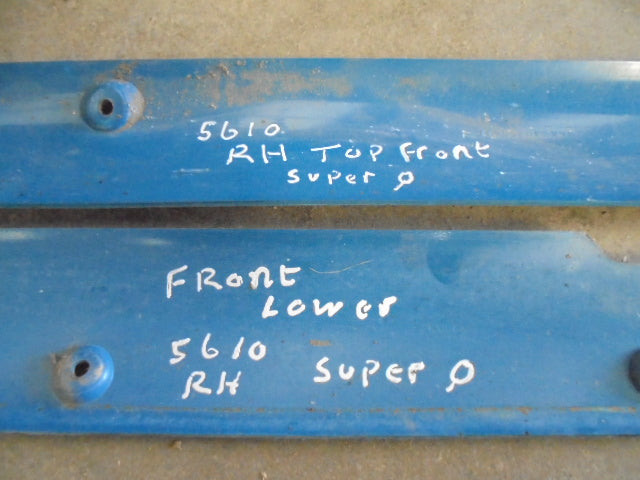 5610
RH TOP FRONT
SUPER Q
FRONT
LOWER
5610 SUPER Q
RH